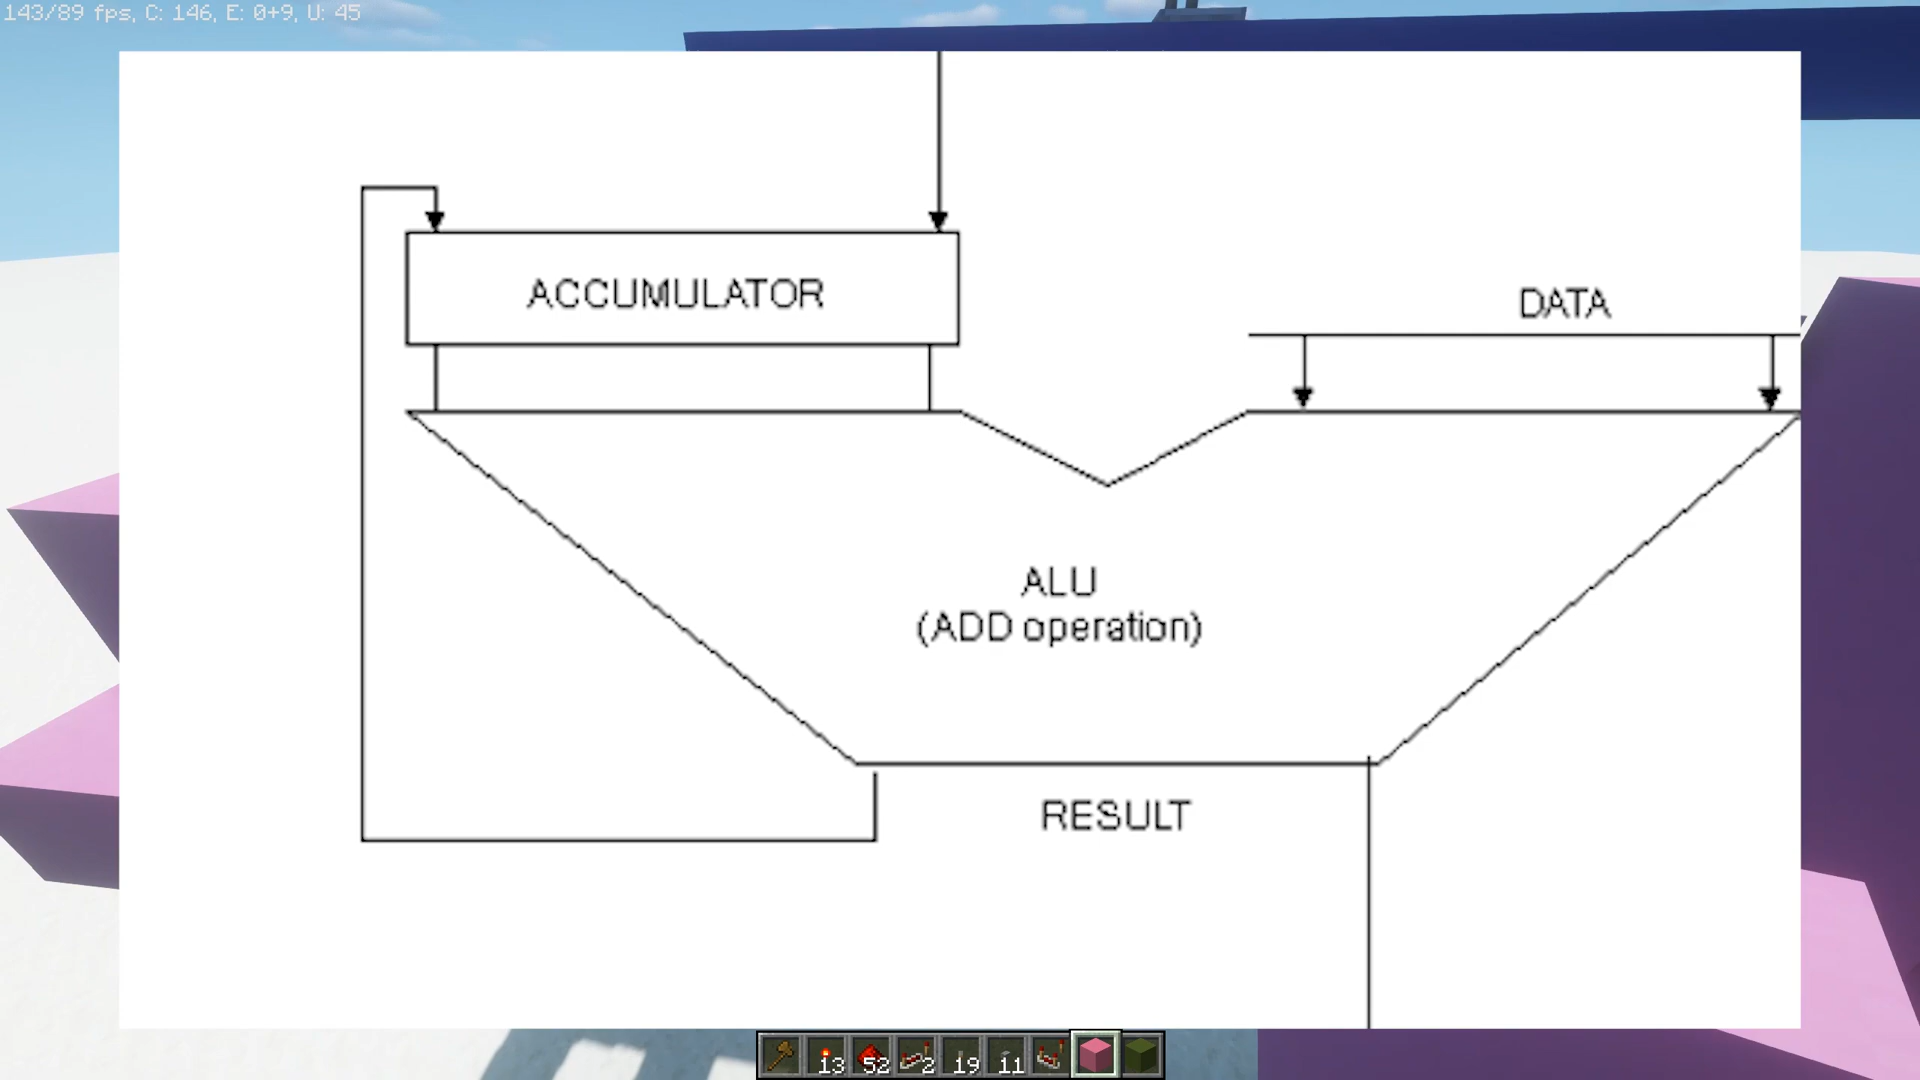 143/89 fps, C: 146, E: 0+9, U: 45
ACCUMULATOR
DATA
ALU
(ADD operation)
RESULT
13 52 2 19 11